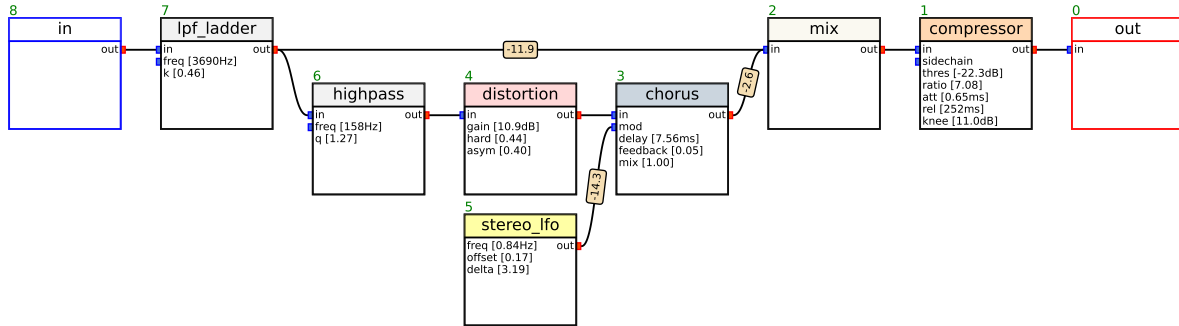 8
in
out
7
lpf_ladder
in out
freq [3690Hz]
k [0.46]
-11.9
6
highpass
in out
freq [158Hz]
q [1.27]
4
distortion
in out
gain [10.9dB]
hard [0.44]
asym [0.40]
5
stereo_lfo
freq [0.84Hz] out
offset [0.17]
delta [3.19]
-14.3
3
chorus
in out
mod
delay [7.56ms]
feedback [0.05]
mix [1.00]
-2.6
2
mix
in out
1
compressor
in out
sidechain
thres [-22.3dB]
ratio [7.08]
att [0.65ms]
rel [252ms]
knee [11.0dB]
0
out
in